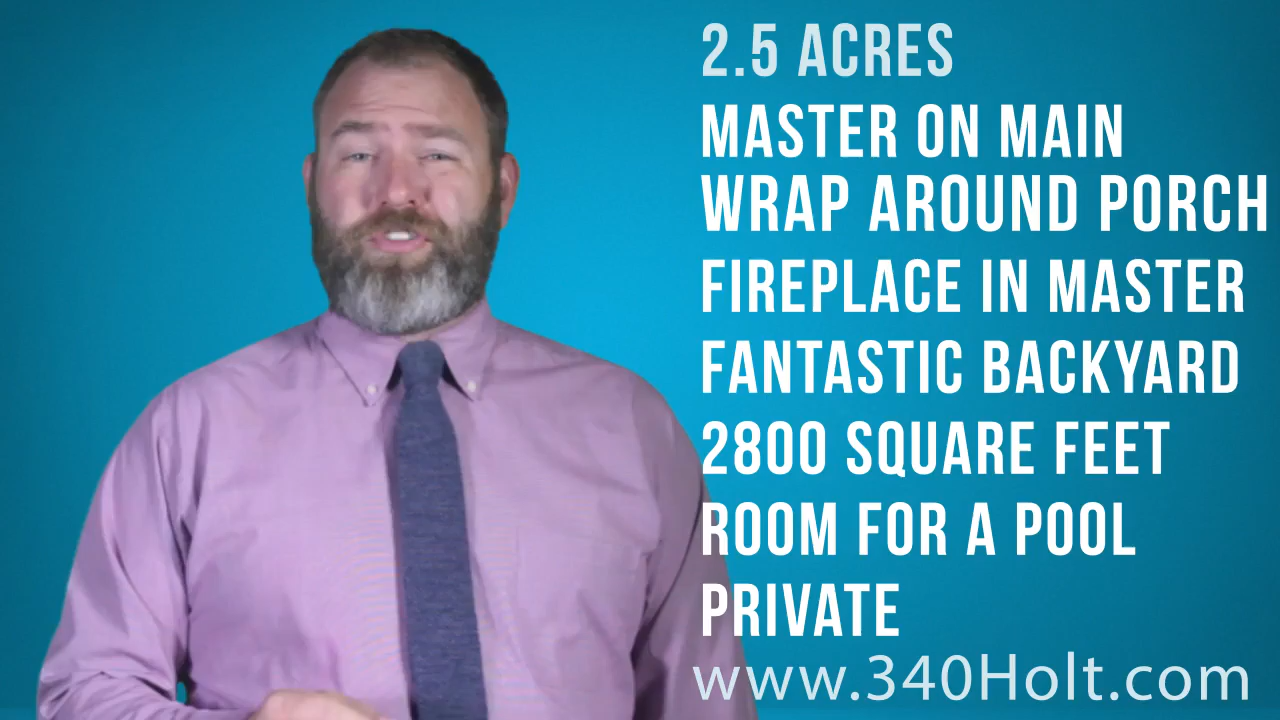 2.5 ACRES
MASTER ON MAIN
WRAP AROUND PORCH
FIREPLACE IN MASTER
FANTASTIC BACKYARD
2800 SQUARE FEET
ROOM FOR A POOL
PRIVATE
www.340Holt.com